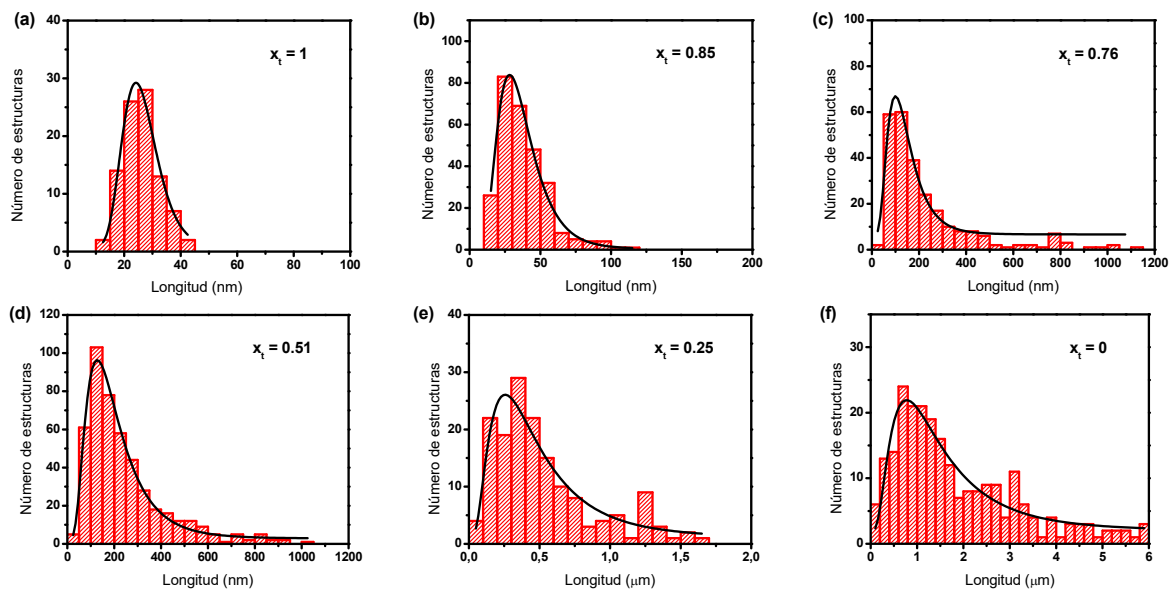 (a)
x_t = 1
Número de estructuras
40
30
20
10
0
0 20 40 60 80 100
Longitud (nm)
(b)
x_t = 0.85
Número de estructuras
100
80
60
40
20
0
0 50 100 150 200
Longitud (nm)
(c)
x_t = 0.76
Número de estructuras
100
80
60
40
20
0
0 200 400 600 800 1000 1200
Longitud (nm)
(d)
x_t = 0.51
Número de estructuras
120
100
80
60
40
20
0
0 200 400 600 800 1000 1200
Longitud (nm)
(e)
x_t = 0.25
Número de estructuras
40
30
20
10
0
0,0 0,5 1,0 1,5 2,0
Longitud (μm)
(f)
x_t = 0
Número de estructuras
30
20
10
0
0 1 2 3 4 5 6
Longitud (μm)